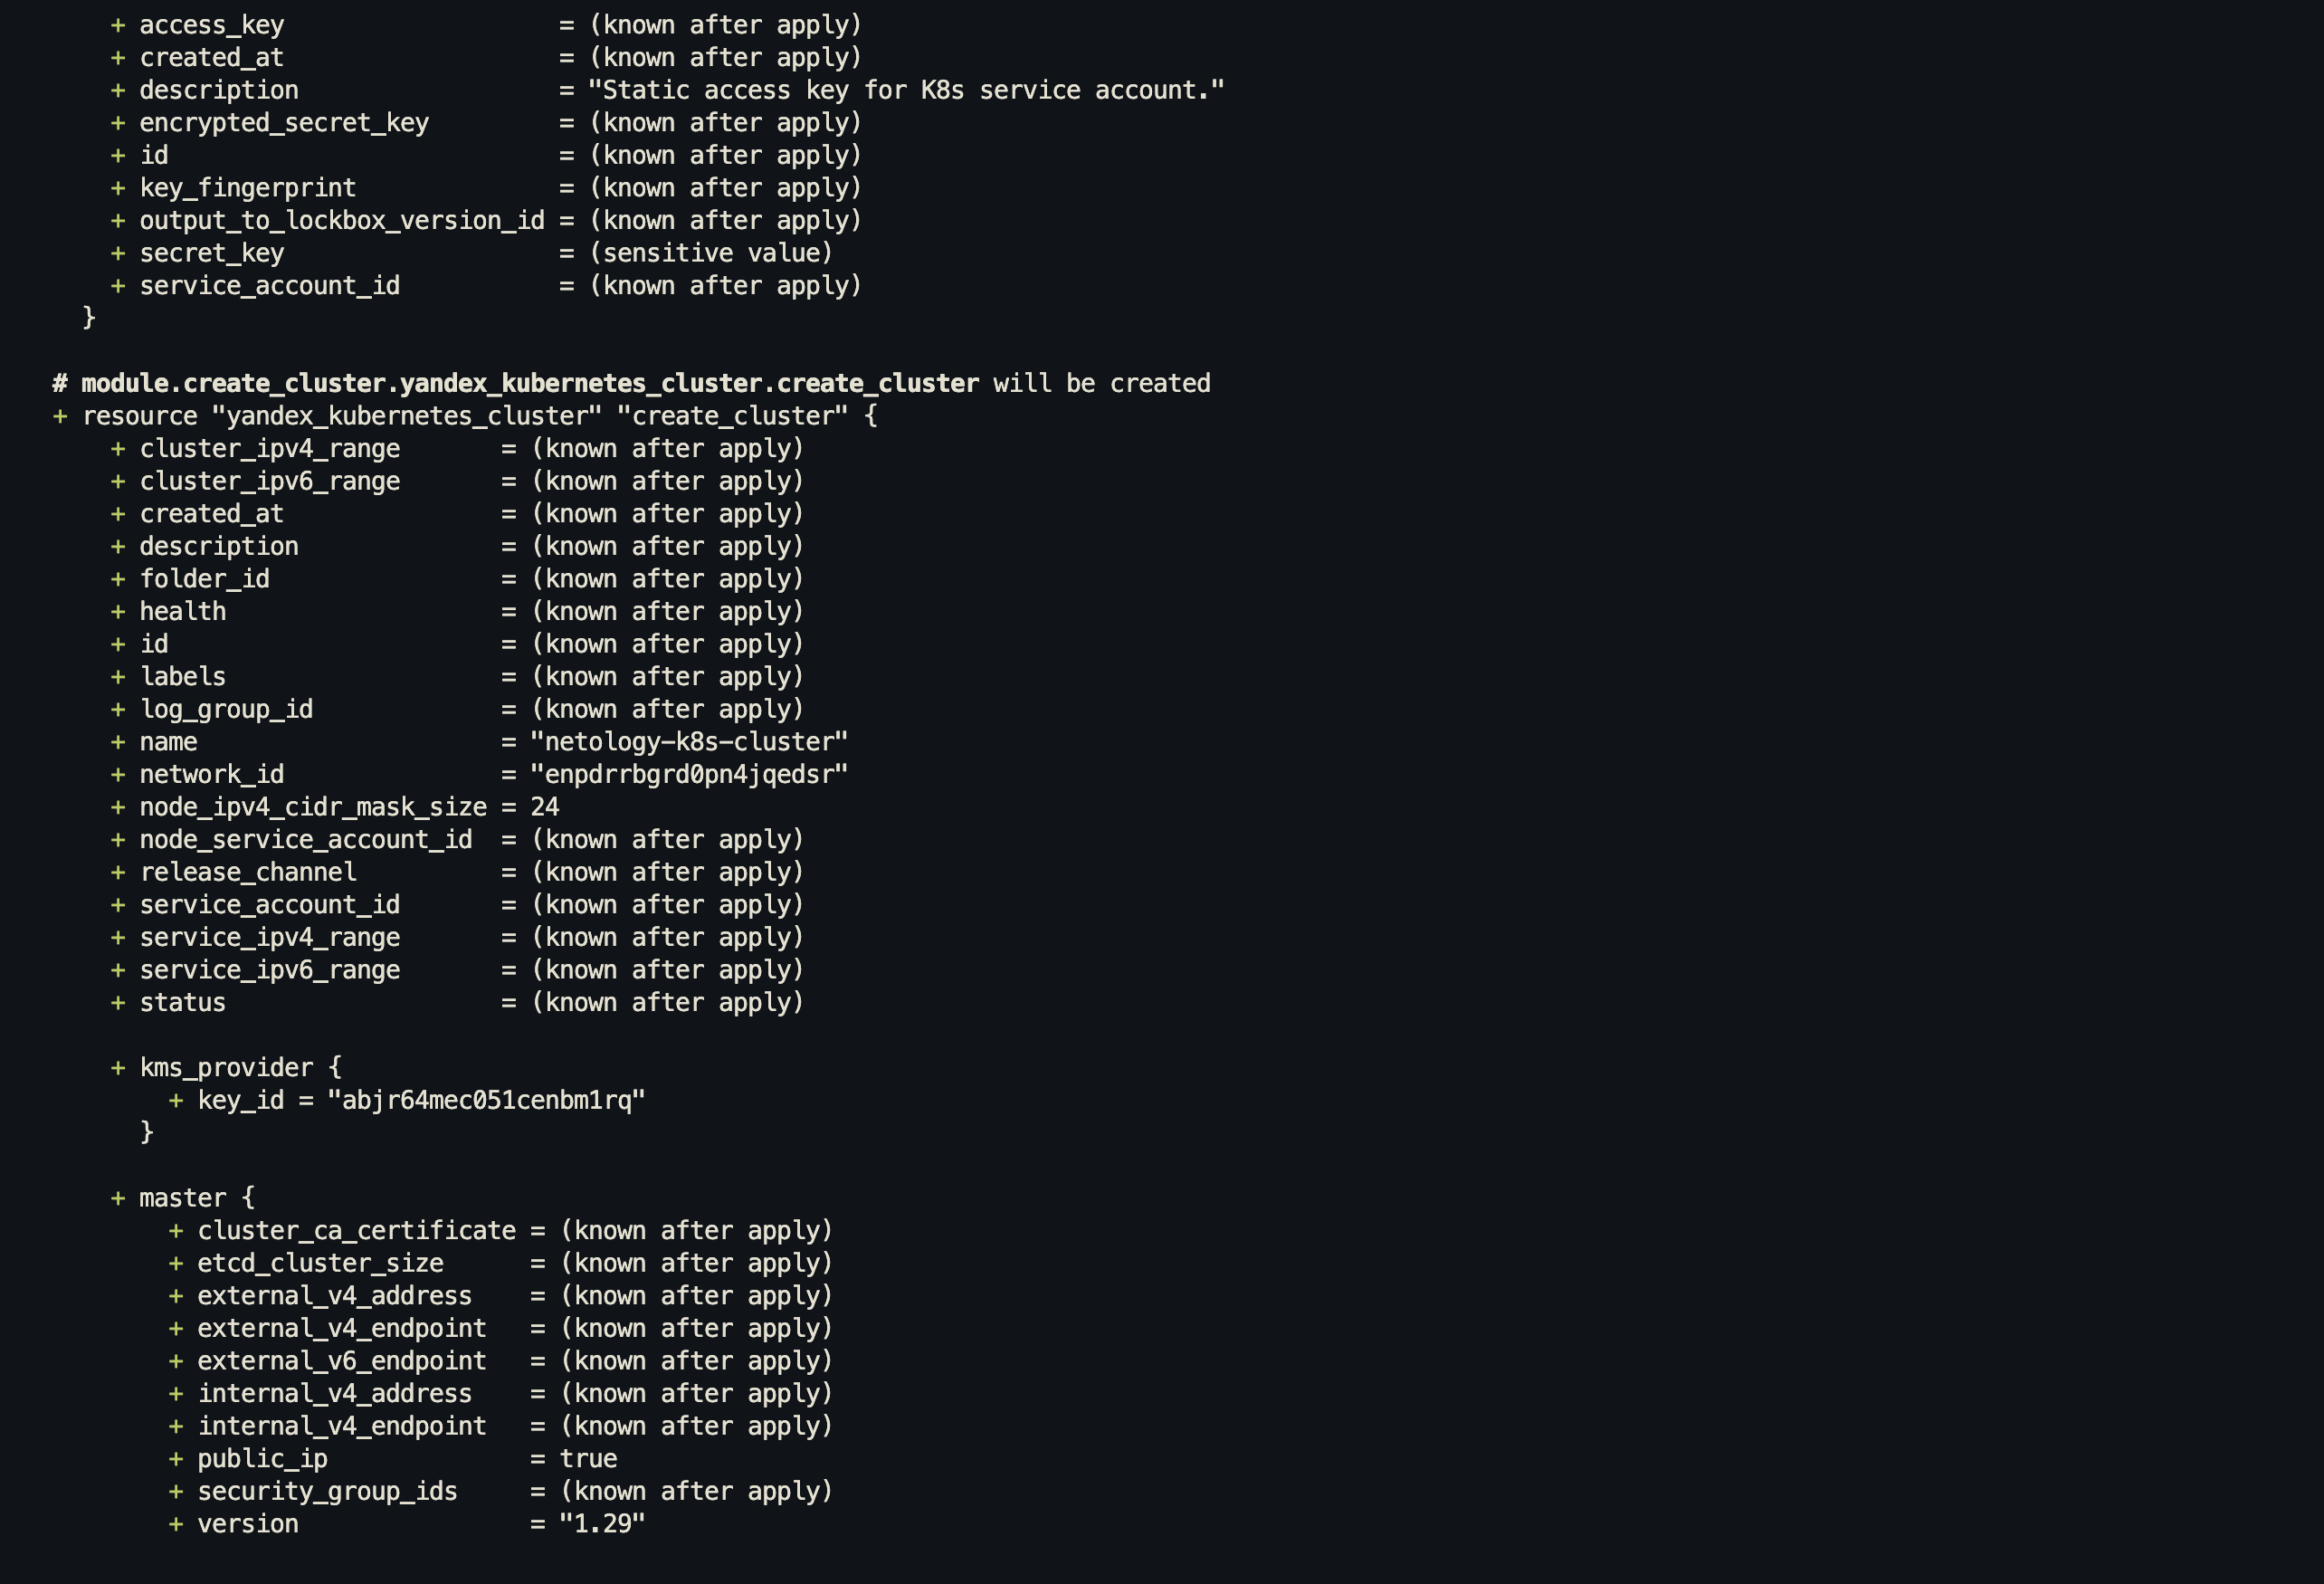 + access_key                   = (known after apply)
+ created_at                   = (known after apply)
+ description                  = "Static access key for K8s service account."
+ encrypted_secret_key         = (known after apply)
+ id                           = (known after apply)
+ key_fingerprint              = (known after apply)
+ output_to_lockbox_version_id = (known after apply)
+ secret_key                   = (sensitive value)
+ service_account_id           = (known after apply)
}
# module.create_cluster.yandex_kubernetes_cluster.create_cluster will be created
+ resource "yandex_kubernetes_cluster" "create_cluster" {
+ cluster_ipv4_range       = (known after apply)
+ cluster_ipv6_range       = (known after apply)
+ created_at               = (known after apply)
+ description              = (known after apply)
+ folder_id                = (known after apply)
+ health                   = (known after apply)
+ id                       = (known after apply)
+ labels                   = (known after apply)
+ log_group_id             = (known after apply)
+ name                     = "netology-k8s-cluster"
+ network_id               = "enpdrrbgrd0pn4jqedsr"
+ node_ipv4_cidr_mask_size = 24
+ node_service_account_id  = (known after apply)
+ release_channel          = (known after apply)
+ service_account_id       = (known after apply)
+ service_ipv4_range       = (known after apply)
+ service_ipv6_range       = (known after apply)
+ status                   = (known after apply)
+ kms_provider {
+ key_id = "abjr64mec051cenbm1rq"
}
+ master {
+ cluster_ca_certificate = (known after apply)
+ etcd_cluster_size      = (known after apply)
+ external_v4_address    = (known after apply)
+ external_v4_endpoint   = (known after apply)
+ external_v6_endpoint   = (known after apply)
+ internal_v4_address    = (known after apply)
+ internal_v4_endpoint   = (known after apply)
+ public_ip              = true
+ security_group_ids     = (known after apply)
+ version                = "1.29"